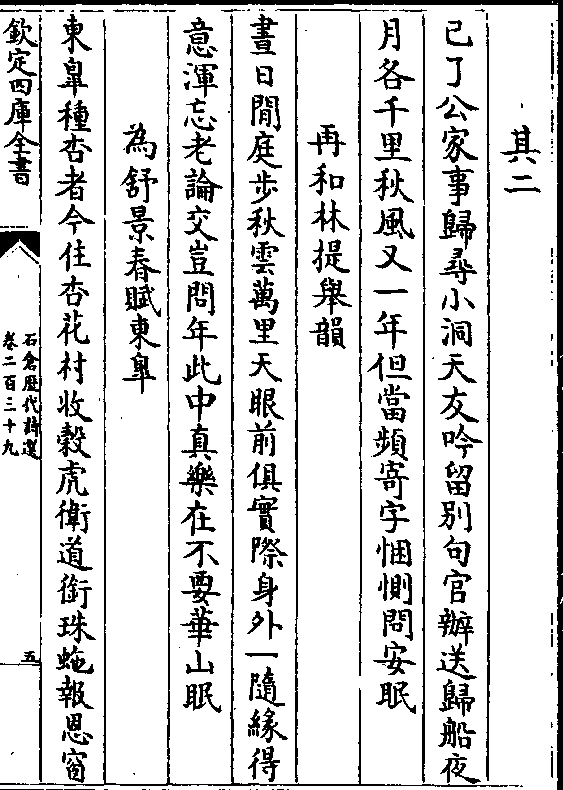 其二
已了公家事歸尋小洞天友吟留别句官辦送歸船夜
月各千里秋風又一年但當頻寄字悃愊問安眠
再和林提舉韻
晝日閒庭步秋雲萬里天眼前俱實際身外一隨緣得
意渾忘老論交豈問年此中真樂在不要華山眠
為舒景春賦東臯
東臯種杏者今住杏花村收穀虎衛道銜珠虵報恩窗
欽定四庫全書
石倉歷代詩選
卷二百三十九
五